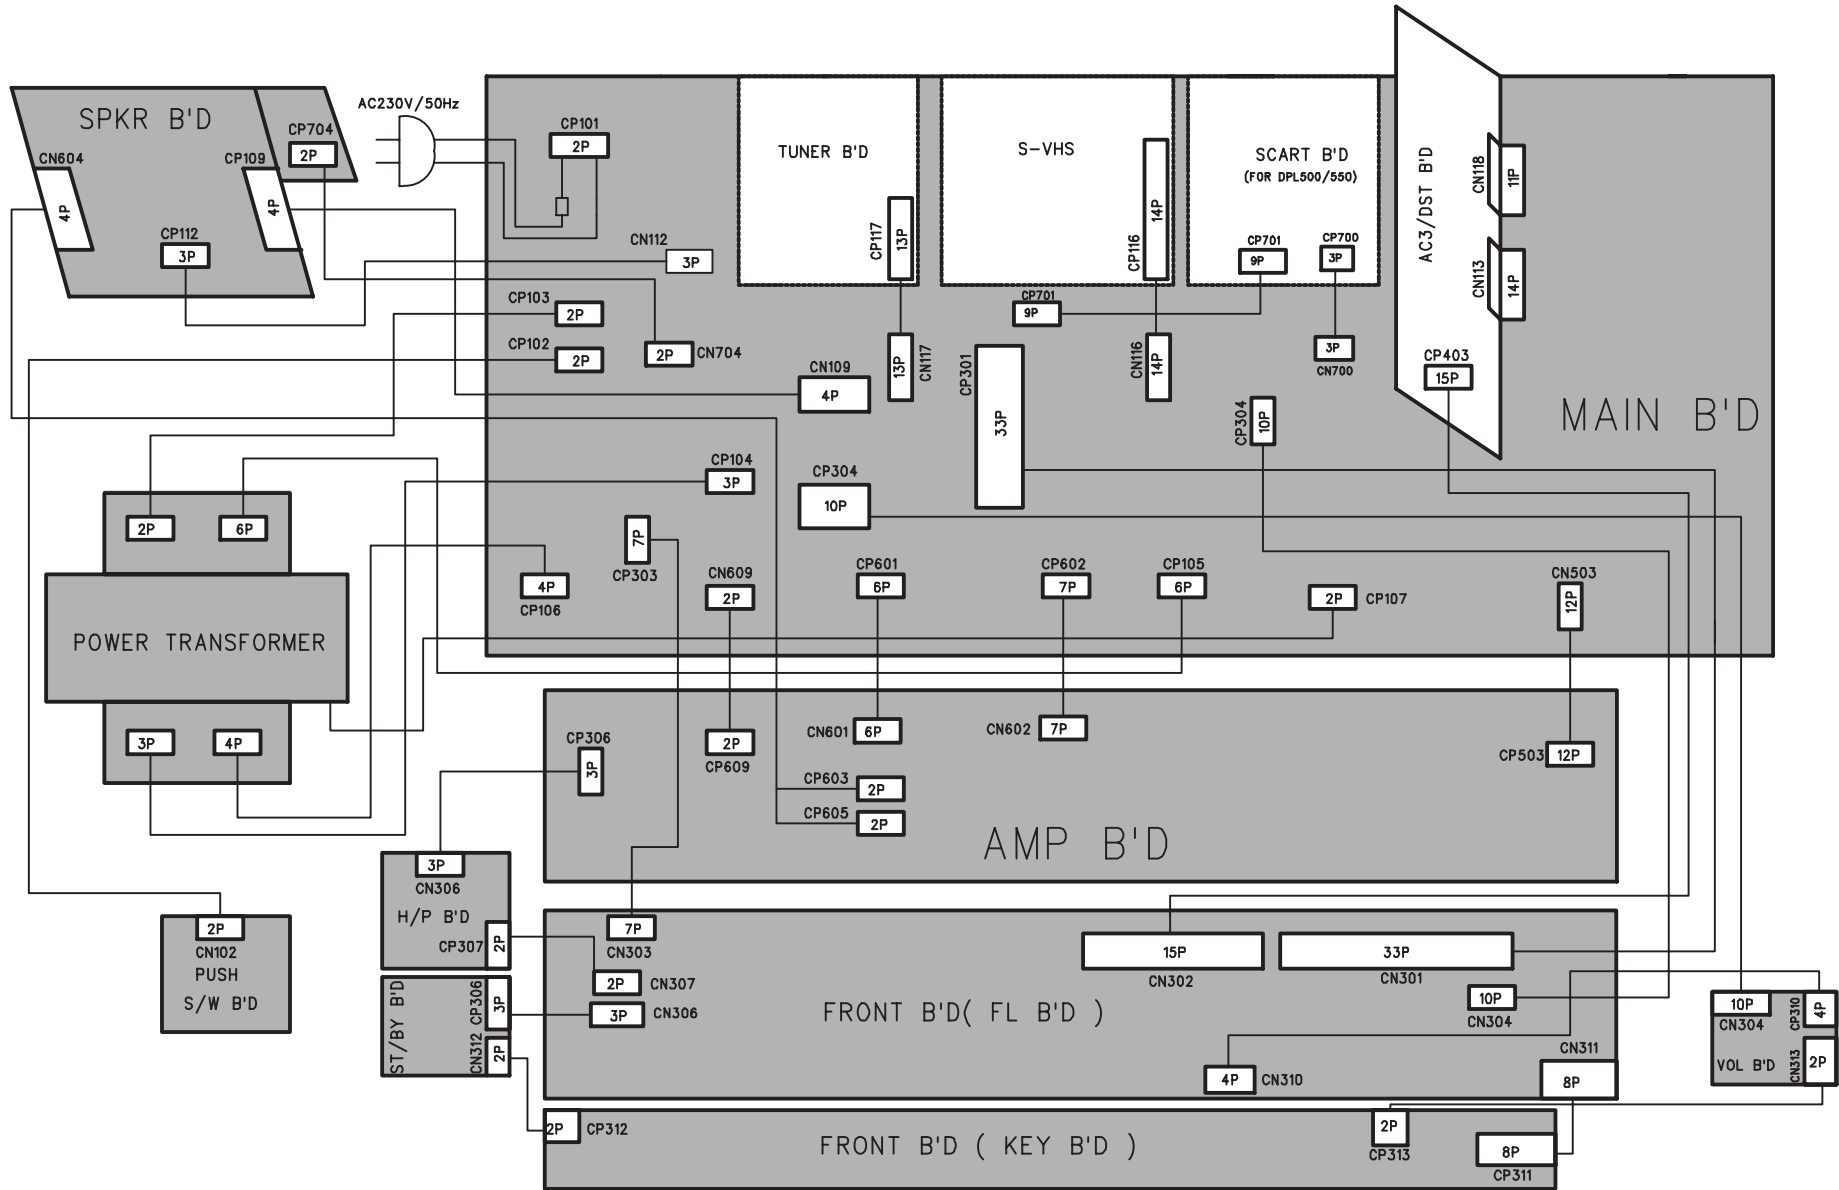 SPKR B'D
CP704
2P
CN604
4P
CP109
4P
CP112
3P
AC230V/50Hz
CP101
2P
TUNER B'D
CP117
13P
S-VHS
CP116
14P
SCART B'D
(FOR DPL500/550)
CP701
9P
CP700
3P
AC3/DST B'D
CN118
11P
CN113
14P
CP403
15P
MAIN B'D
CN112
3P
CP103
2P
CP102
2P
2P
CN704
CN109
4P
13P
CN117
CP701
9P
CP301
33P
CN116
14P
3P
CN700
CP304
10P
CP104
3P
CP304
10P
7P
CP303
4P
CP106
CN609
2P
CP601
6P
CP602
7P
CP105
6P
2P
CP107
CN503
12P
2P
6P
POWER TRANSFORMER
3P
4P
CP306
3P
2P
CP609
CN601
6P
CN602
7P
CP503
12P
CP603
2P
CP605
2P
AMP B'D
3P
CN306
H/P B'D
CP307
2P
2P
CN102
PUSH
S/W B'D
ST/BY B'D
CP306
3P
CN312
2P
7P
CN303
2P
CN307
3P
CN306
15P
CN302
33P
CN301
10P
CN304
FRONT B'D( FL B'D )
4P
CN310
CN311
8P
10P
CN304
CP310
4P
VOL B'D
CN313
2P
2P
CP312
FRONT B'D ( KEY B'D )
2P
CP313
8P
CP311